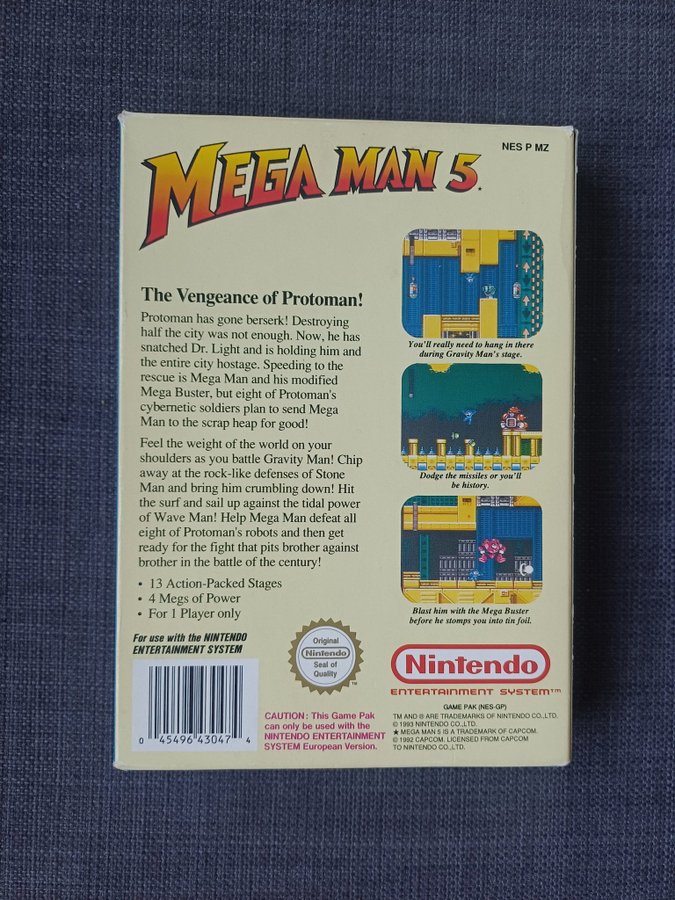 NES P MZ
MEGA MAN 5★
The Vengeance of Protoman!
Protoman has gone berserk! Destroying
half the city was not enough. Now, he has
snatched Dr. Light and is holding him and
the entire city hostage. Speeding to the
rescue is Mega Man and his modified
Mega Buster, but eight of Protoman's
cybernetic soldiers plan to send Mega
Man to the scrap heap for good!
Feel the weight of the world on your
shoulders as you battle Gravity Man! Chip
away at the rock-like defenses of Stone
Man and bring him crumbling down! Hit
the surf and sail up against the tidal power
of Wave Man! Help Mega Man defeat all
eight of Protoman's robots and then get
ready for the fight that pits brother against
brother in the battle of the century!
• 13 Action-Packed Stages
• 4 Megs of Power
• For 1 Player only
You'll really need to hang in there
during Gravity Man's stage.
Dodge the missiles or you'll
be history.
Blast him with the Mega Buster
before he stomps you into tin foil.
For use with the NINTENDO
ENTERTAINMENT SYSTEM
0 45496 43047 4
Original
Nintendo
Seal of
Quality
TM
CAUTION: This Game Pak
can only be used with the
NINTENDO ENTERTAINMENT
SYSTEM European Version.
Nintendo
ENTERTAINMENT SYSTEM™
GAME PAK (NES-GP)
TM AND ® ARE TRADEMARKS OF NINTENDO CO.,LTD.
© 1993 NINTENDO CO.,LTD.
★ MEGA MAN 5 IS A TRADEMARK OF CAPCOM.
© 1992 CAPCOM. LICENSED FROM CAPCOM
TO NINTENDO CO.,LTD.